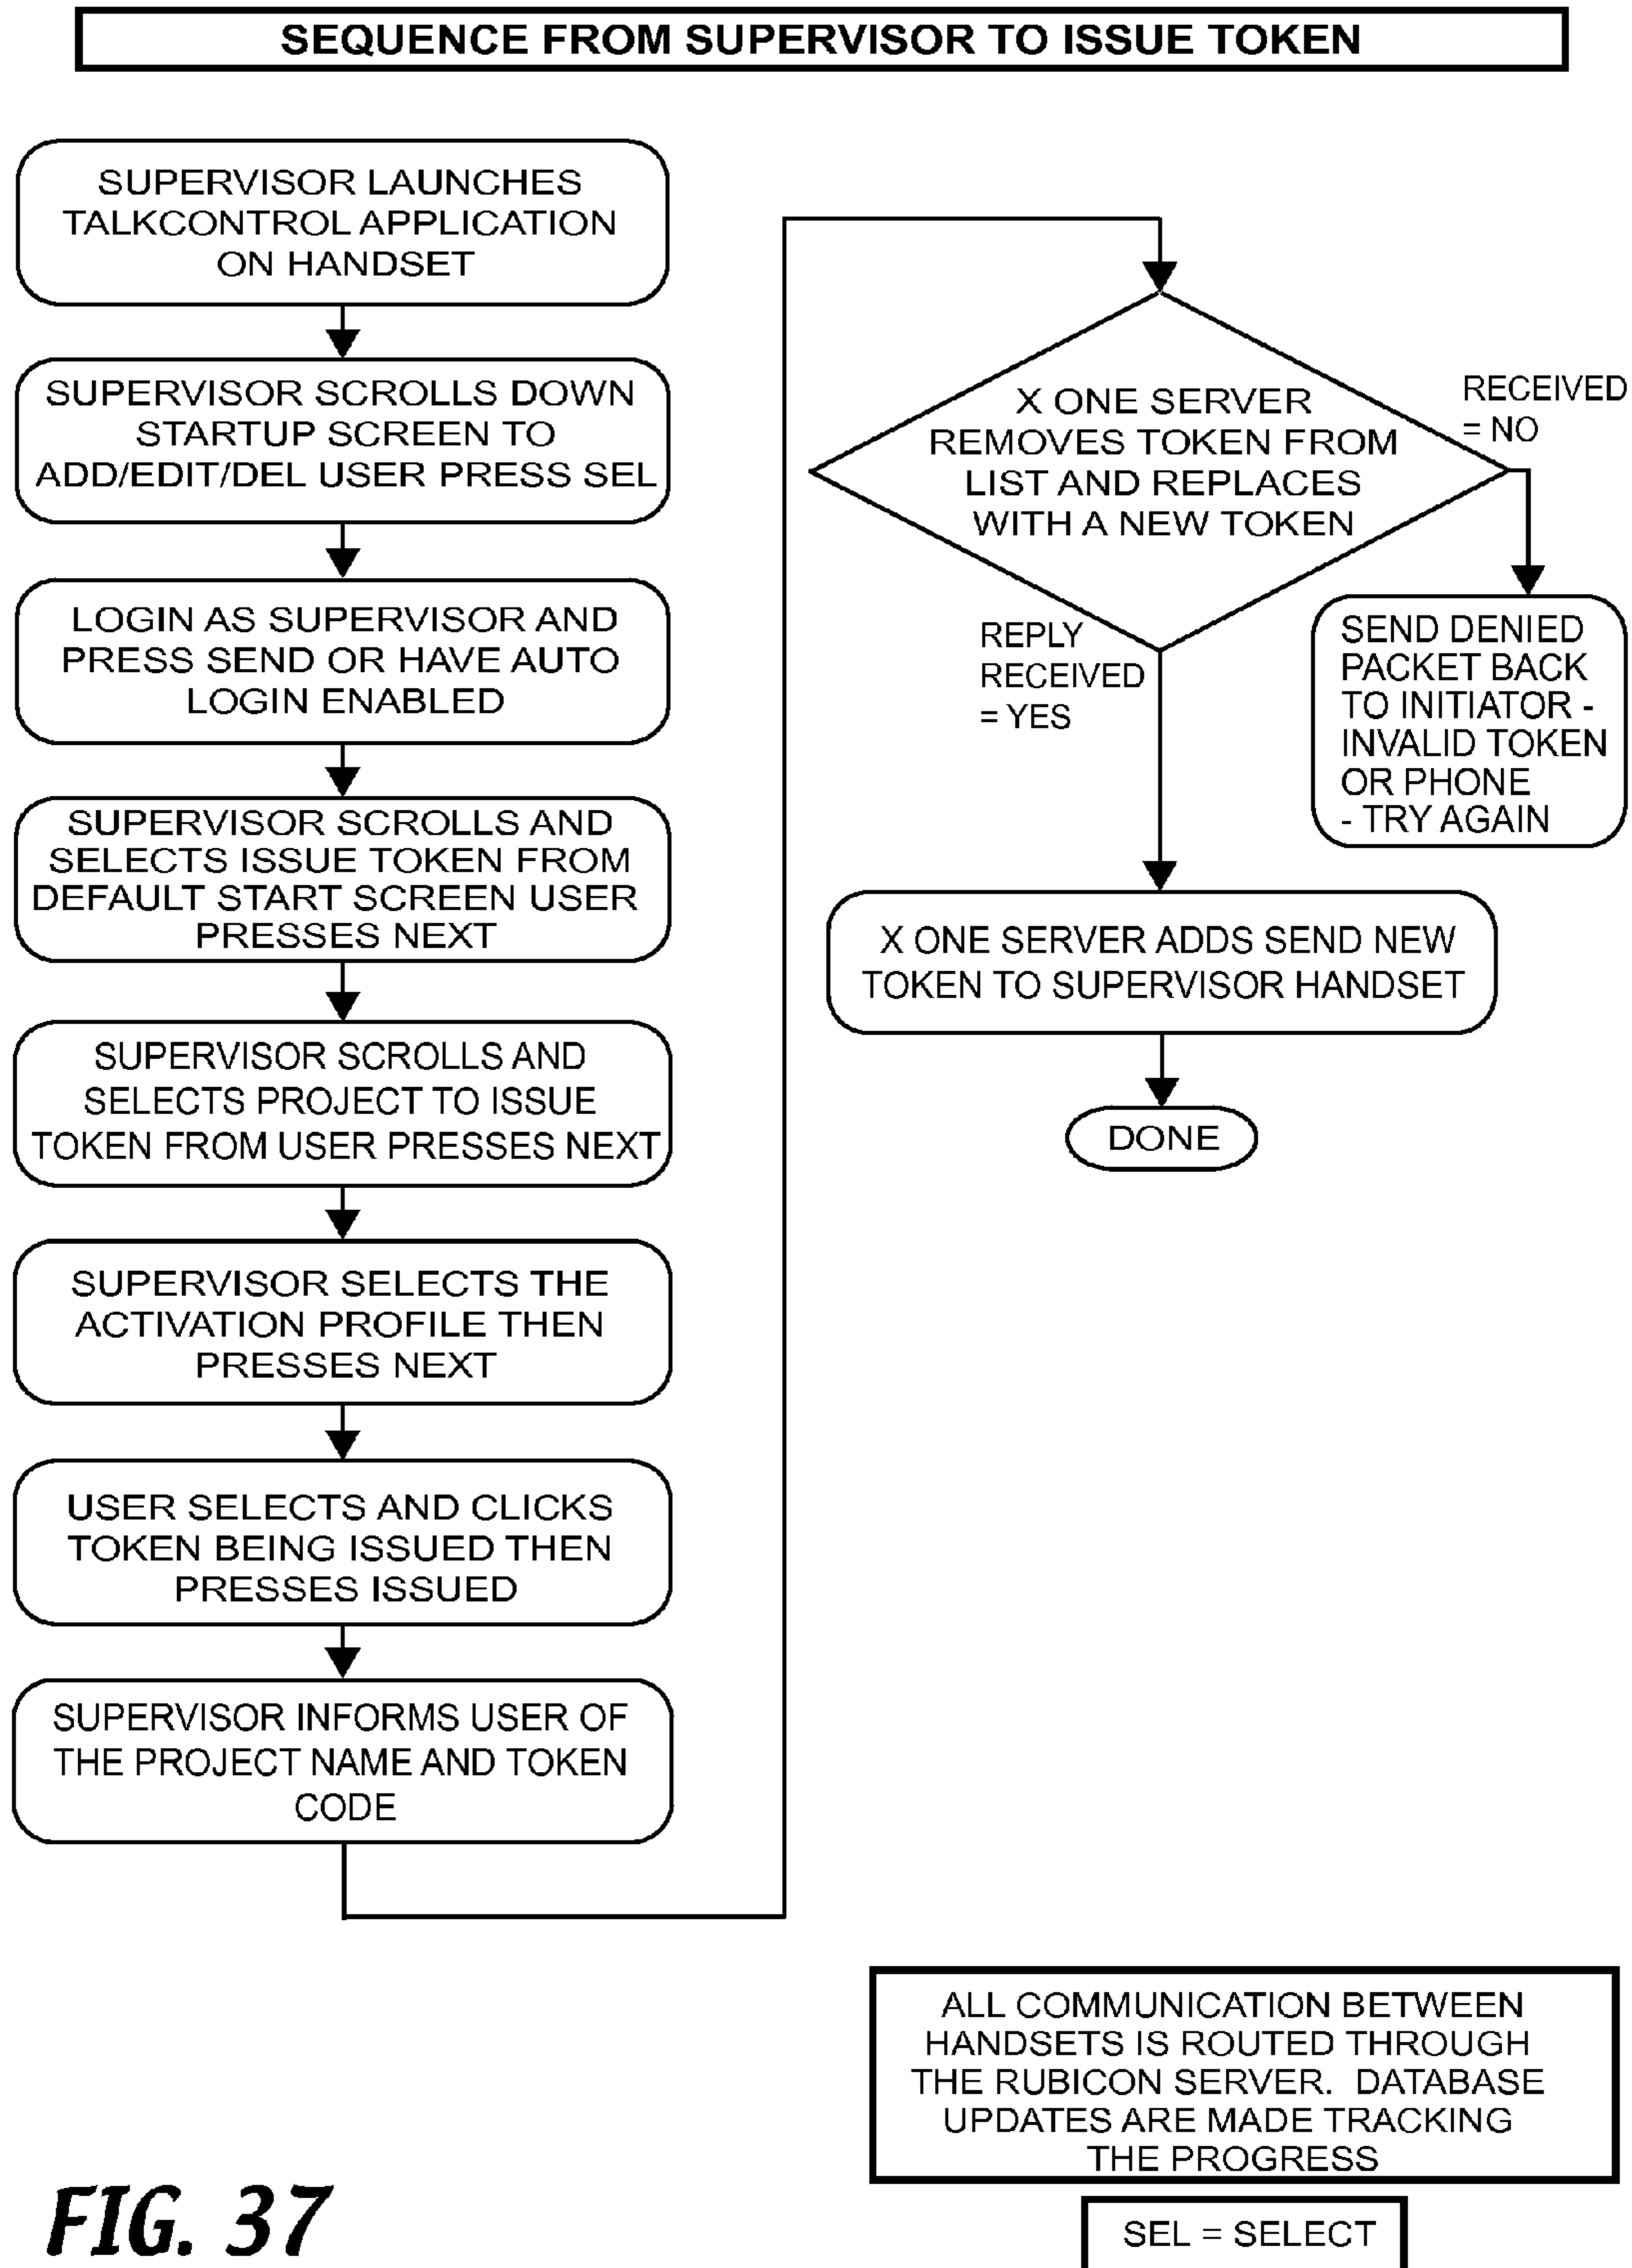 SEQUENCE FROM SUPERVISOR TO ISSUE TOKEN
SUPERVISOR LAUNCHES
TALKCONTROL APPLICATION
ON HANDSET
SUPERVISOR SCROLLS DOWN
STARTUP SCREEN TO
ADD/EDIT/DEL USER PRESS SEL
LOGIN AS SUPERVISOR AND
PRESS SEND OR HAVE AUTO
LOGIN ENABLED
SUPERVISOR SCROLLS AND
SELECTS ISSUE TOKEN FROM
DEFAULT START SCREEN USER
PRESSES NEXT
SUPERVISOR SCROLLS AND
SELECTS PROJECT TO ISSUE
TOKEN FROM USER PRESSES NEXT
SUPERVISOR SELECTS THE
ACTIVATION PROFILE THEN
PRESSES NEXT
USER SELECTS AND CLICKS
TOKEN BEING ISSUED THEN
PRESSES ISSUED
SUPERVISOR INFORMS USER OF
THE PROJECT NAME AND TOKEN
CODE
X ONE SERVER
REMOVES TOKEN FROM
LIST AND REPLACES
WITH A NEW TOKEN
RECEIVED
= NO
SEND DENIED
PACKET BACK
TO INITIATOR -
INVALID TOKEN
OR PHONE
- TRY AGAIN
REPLY
RECEIVED
= YES
X ONE SERVER ADDS SEND NEW
TOKEN TO SUPERVISOR HANDSET
DONE
ALL COMMUNICATION BETWEEN
HANDSETS IS ROUTED THROUGH
THE RUBICON SERVER. DATABASE
UPDATES ARE MADE TRACKING
THE PROGRESS
SEL = SELECT
FIG. 37